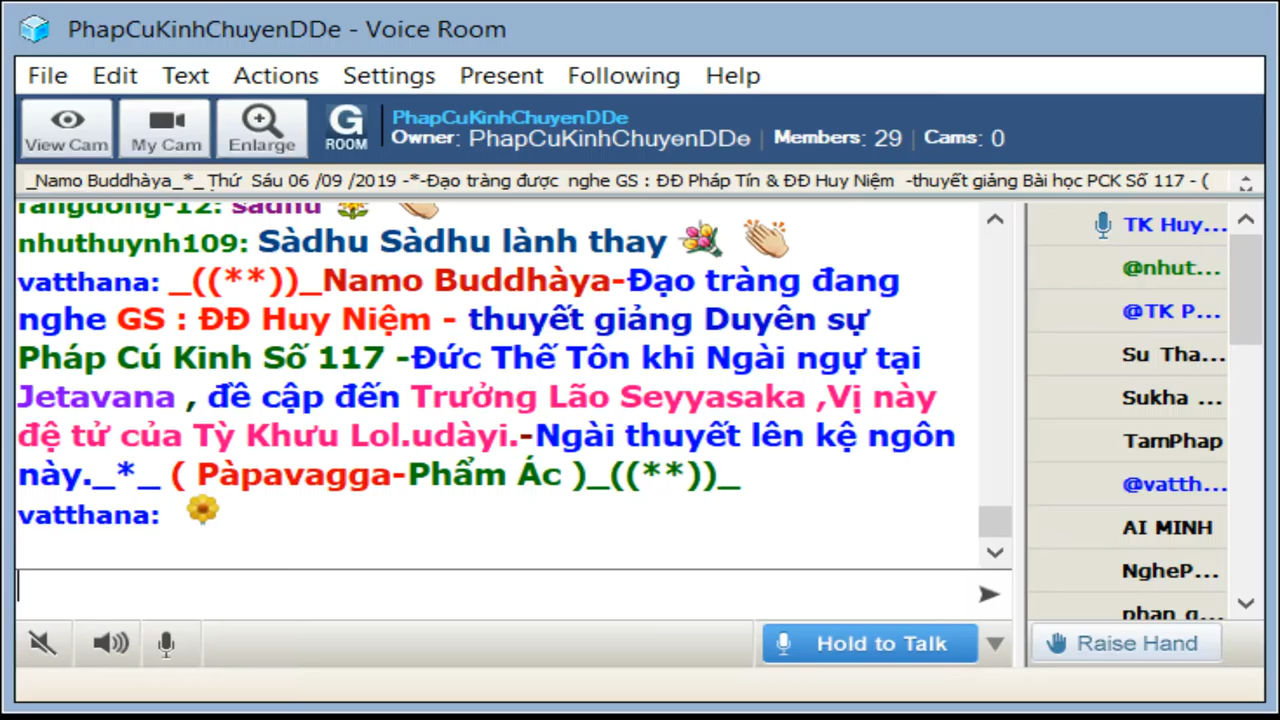 PhapCuKinhChuyenDDe - Voice Room
File Edit Text Actions Settings Present Following Help
View Cam My Cam Enlarge G ROOM
PhapCuKinhChuyenDDe
Owner: PhapCuKinhChuyenDDe | Members: 29 | Cams: 0
_Namo Buddhàya_*_ Thứ Sáu 06 /09 /2019 -*-Đạo tràng được nghe GS : ĐĐ Pháp Tín & ĐĐ Huy Niệm -thuyết giảng Bài học PCK Số 117 - (
rangdong-12: sadhu
nhuthuynh109: Sàdhu Sàdhu lành thay
vatthana: _((**))_Namo Buddhàya-Đạo tràng đang
nghe GS : ĐĐ Huy Niệm - thuyết giảng Duyên sự
Pháp Cú Kinh Số 117 -Đức Thế Tôn khi Ngài ngự tại
Jetavana , đề cập đến Trưởng Lão Seyyasaka ,Vị này
đệ tử của Tỳ Khưu Lol.udàyi.-Ngài thuyết lên kệ ngôn
này._*_ ( Pàpavagga-Phẩm Ác )_((**))_
vatthana:
TK Huy...
@nhut...
@TK P...
Su Tha...
Sukha ...
TamPhap
@vatth...
AI MINH
NgheP...
phan g...
Hold to Talk
Raise Hand